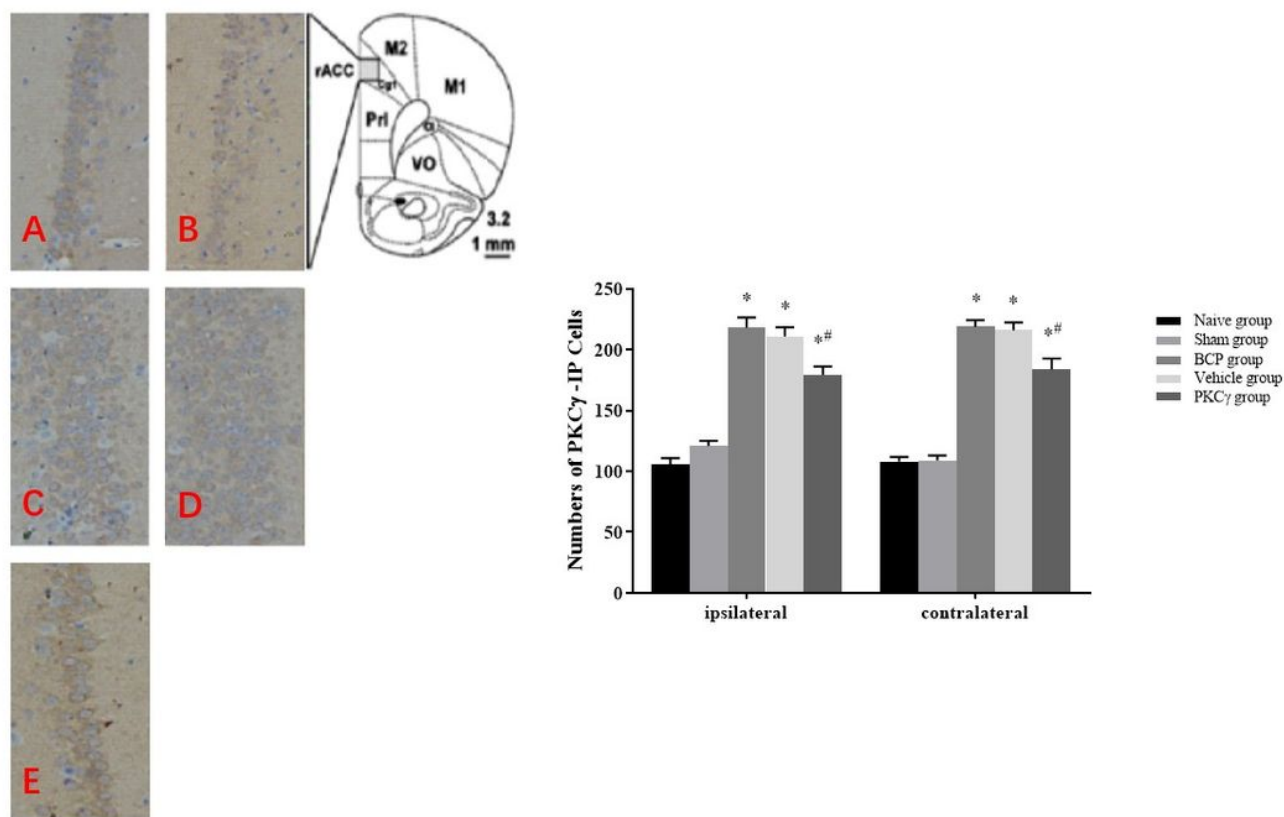 A
B
C
D
E
rACC
M2
Cg1
M1
Prl
VO
3.2
1 mm
Numbers of PKCγ-IP Cells
250
200
150
100
50
0
* * *#
* * *#
ipsilateral
contralateral
Naive group
Sham group
BCP group
Vehicle group
PKCγ group